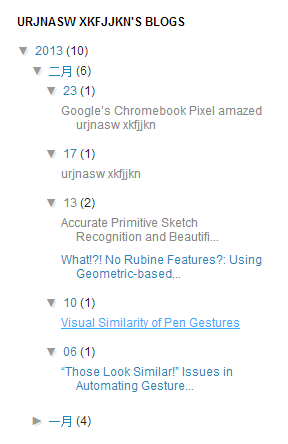 URJNASW XKFJJKN'S BLOGS
▼ 2013 (10)
▼ 二月 (6)
▼ 23 (1)
Google's Chromebook Pixel amazed
urjnasw xkfjjkn
▼ 17 (1)
urjnasw xkfjjkn
▼ 13 (2)
Accurate Primitive Sketch
Recognition and Beautifi...
What!?! No Rubine Features?: Using
Geometric-based...
▼ 10 (1)
Visual Similarity of Pen Gestures
▼ 06 (1)
“Those Look Similar!” Issues in
Automating Gesture...
► 一月 (4)